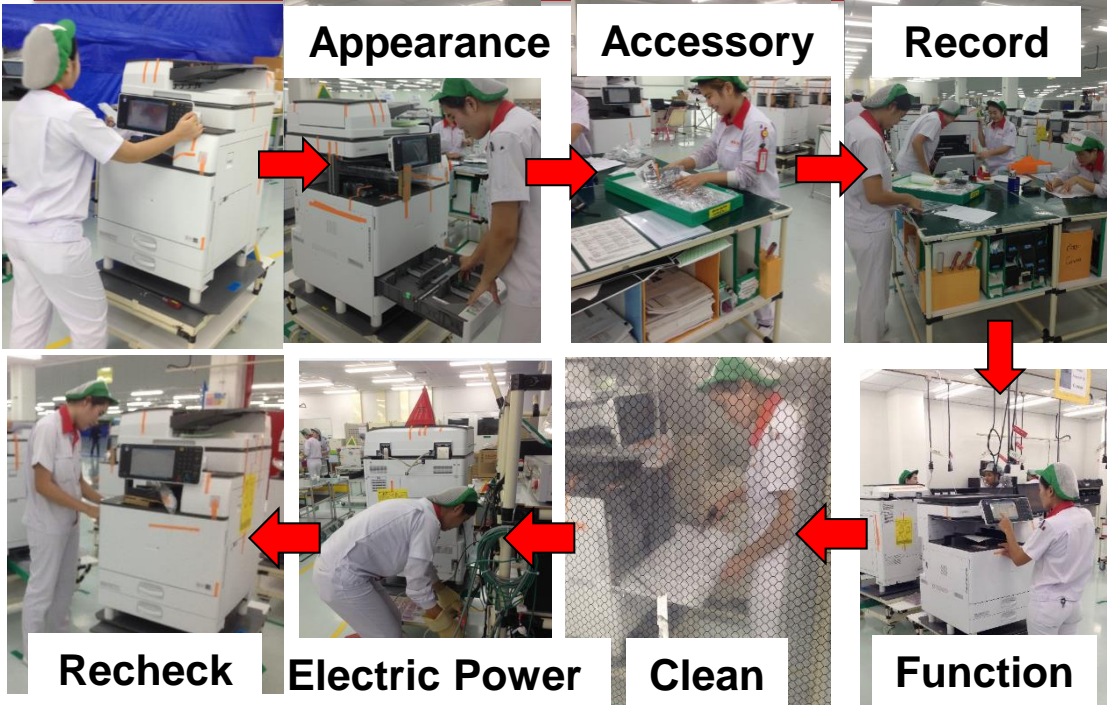 Appearance
Accessory
Record
Function
Clean
Electric Power
Recheck